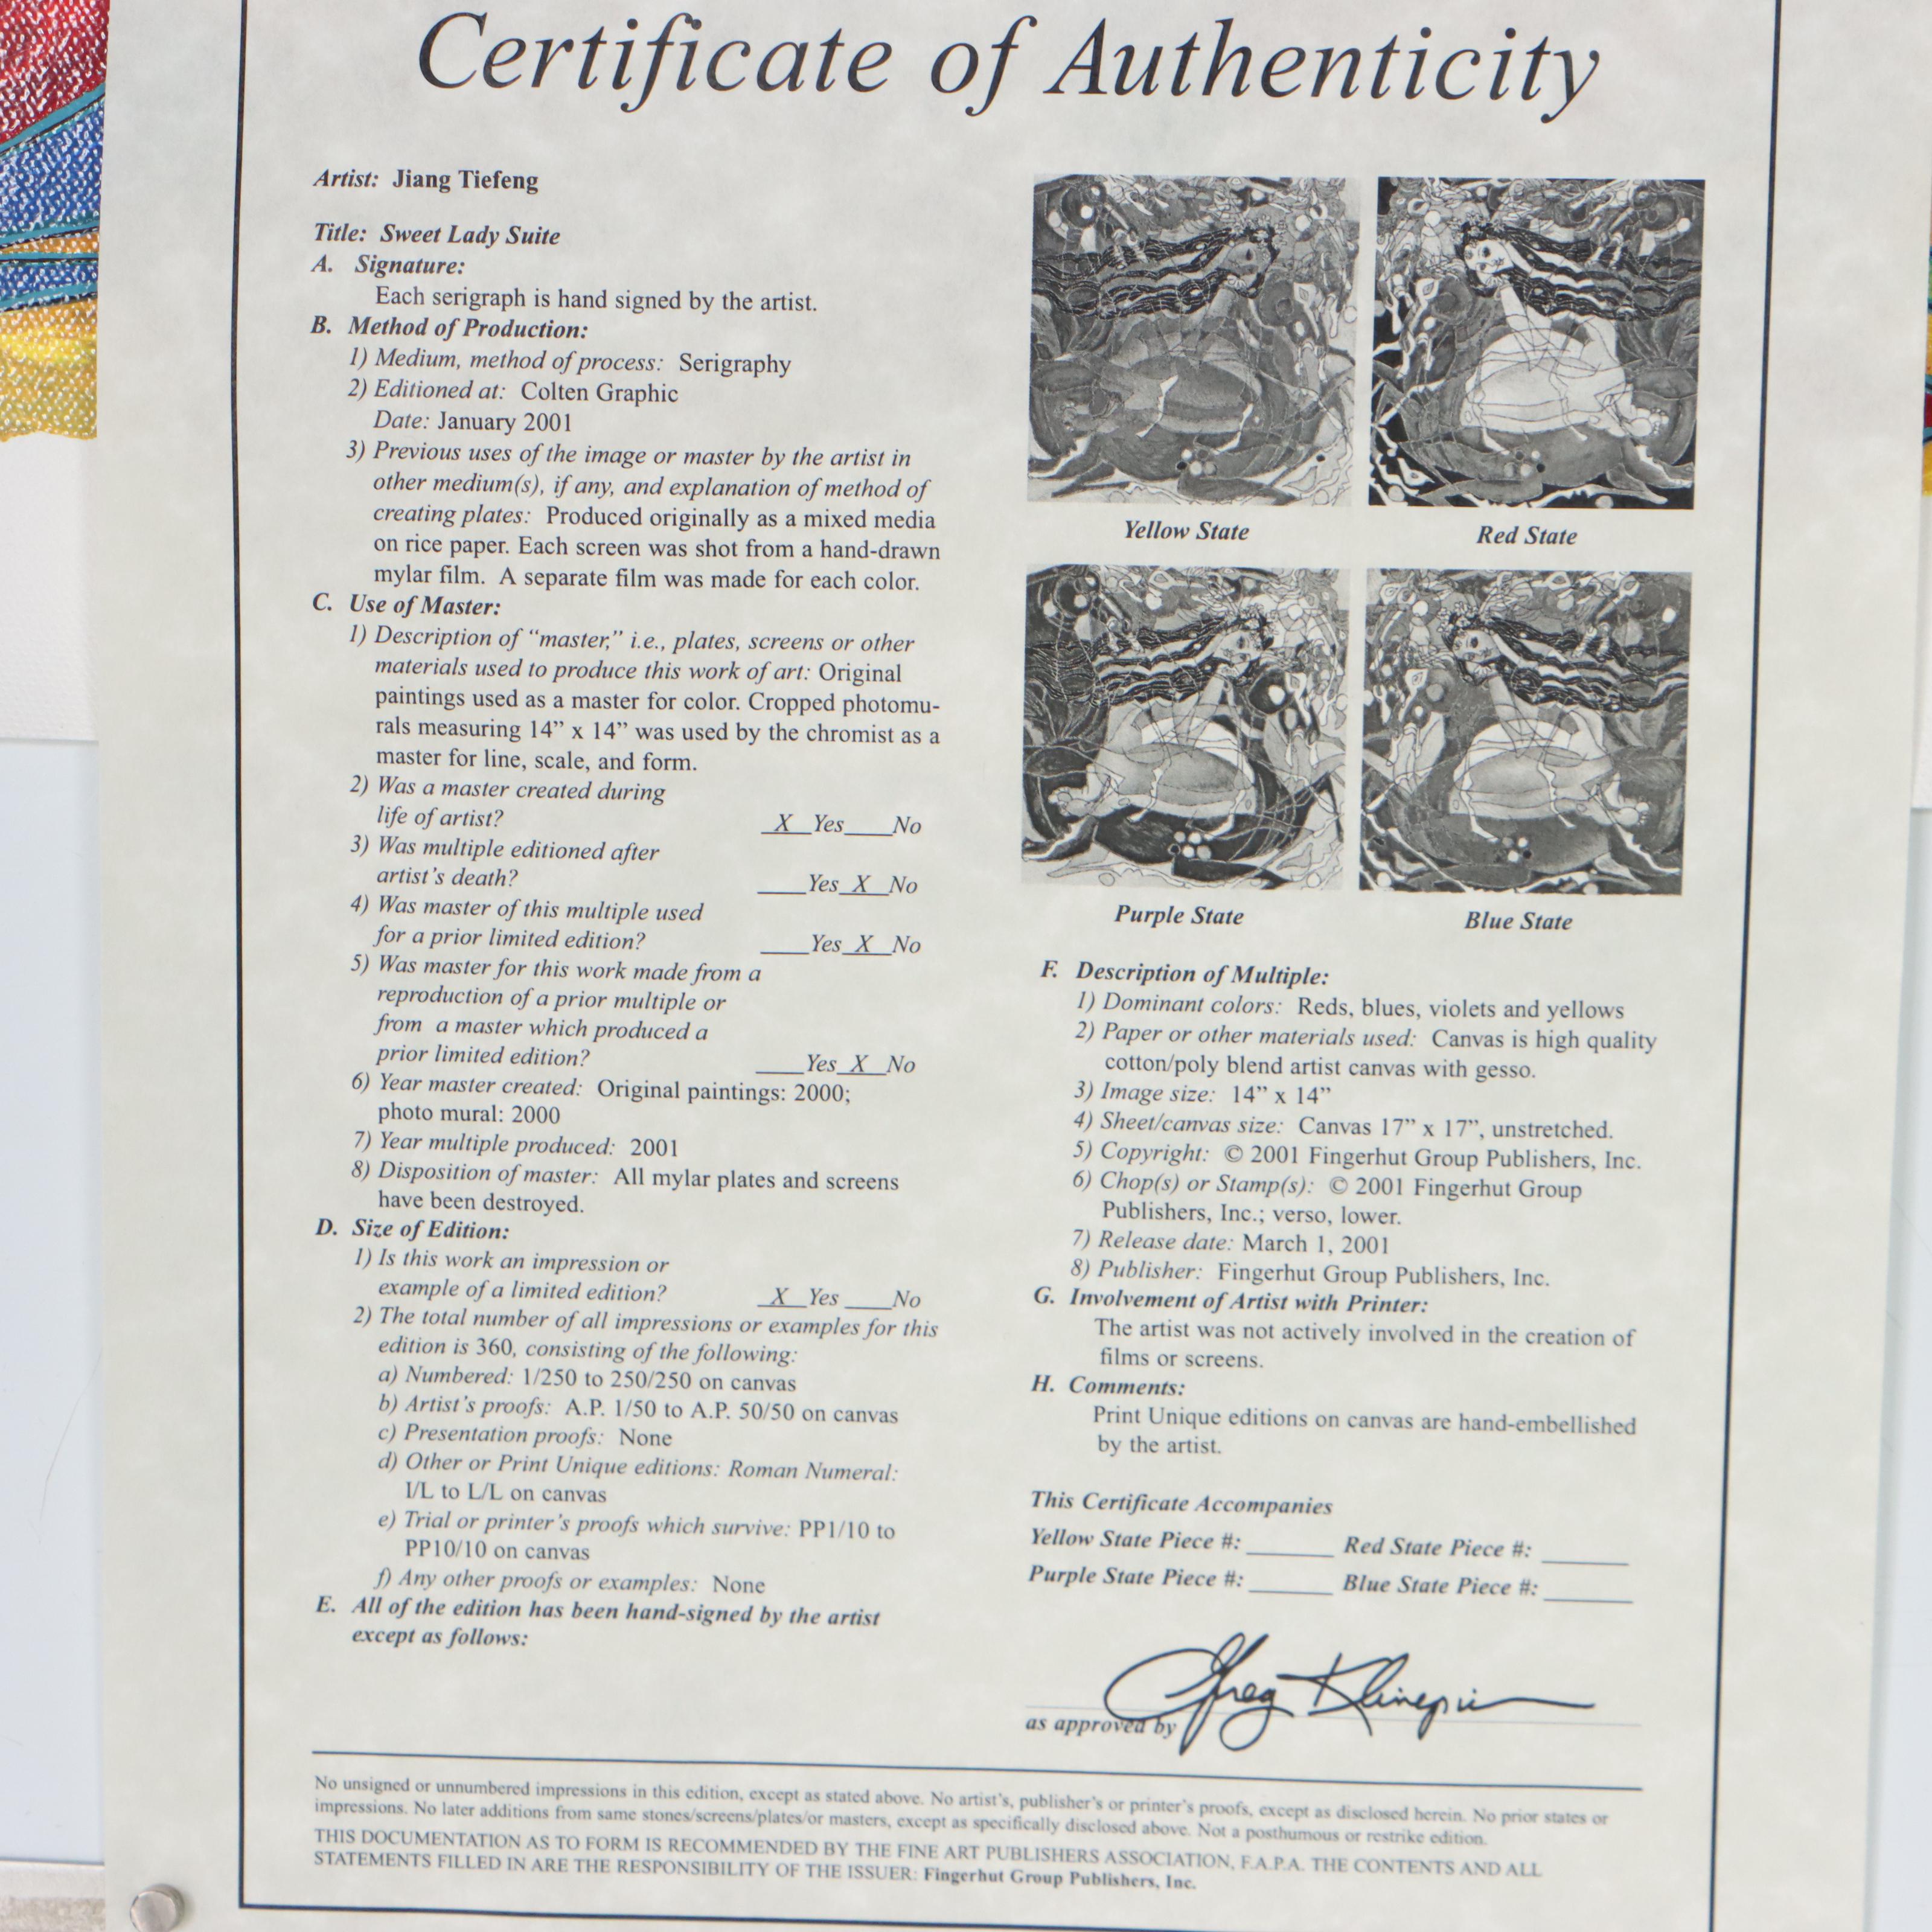 Certificate of Authenticity
Artist: Jiang Tiefeng
Title: Sweet Lady Suite
A. Signature:
Each serigraph is hand signed by the artist.
B. Method of Production:
1) Medium, method of process: Serigraphy
2) Editioned at: Colten Graphic
Date: January 2001
3) Previous uses of the image or master by the artist in
other medium(s), if any, and explanation of method of
creating plates: Produced originally as a mixed media
on rice paper. Each screen was shot from a hand-drawn
mylar film. A separate film was made for each color.
C. Use of Master:
1) Description of “master,” i.e., plates, screens or other
materials used to produce this work of art: Original
paintings used as a master for color. Cropped photomu-
rals measuring 14” x 14” was used by the chromist as a
master for line, scale, and form.
2) Was a master created during
life of artist? _X_Yes___No
3) Was multiple editioned after
artist's death? ___Yes_X_No
4) Was master of this multiple used
for a prior limited edition? ___Yes_X_No
5) Was master for this work made from a
reproduction of a prior multiple or
from a master which produced a
prior limited edition? ___Yes_X_No
6) Year master created: Original paintings: 2000;
photo mural: 2000
7) Year multiple produced: 2001
8) Disposition of master: All mylar plates and screens
have been destroyed.
D. Size of Edition:
1) Is this work an impression or
example of a limited edition? _X_Yes ___No
2) The total number of all impressions or examples for this
edition is 360, consisting of the following:
a) Numbered: 1/250 to 250/250 on canvas
b) Artist's proofs: A.P. 1/50 to A.P. 50/50 on canvas
c) Presentation proofs: None
d) Other or Print Unique editions: Roman Numeral:
I/L to L/L on canvas
e) Trial or printer's proofs which survive: PP1/10 to
PP10/10 on canvas
f) Any other proofs or examples: None
E. All of the edition has been hand-signed by the artist
except as follows:
Yellow State
Red State
Purple State
Blue State
F. Description of Multiple:
1) Dominant colors: Reds, blues, violets and yellows
2) Paper or other materials used: Canvas is high quality
cotton/poly blend artist canvas with gesso.
3) Image size: 14” x 14”
4) Sheet/canvas size: Canvas 17” x 17”, unstretched.
5) Copyright: © 2001 Fingerhut Group Publishers, Inc.
6) Chop(s) or Stamp(s): © 2001 Fingerhut Group
Publishers, Inc.; verso, lower.
7) Release date: March 1, 2001
8) Publisher: Fingerhut Group Publishers, Inc.
G. Involvement of Artist with Printer:
The artist was not actively involved in the creation of
films or screens.
H. Comments:
Print Unique editions on canvas are hand-embellished
by the artist.
This Certificate Accompanies
Yellow State Piece #: ______ Red State Piece #: ______
Purple State Piece #: ______ Blue State Piece #: ______
Greg
as approved by
No unsigned or unnumbered impressions in this edition, except as stated above. No artist's, publisher's or printer's proofs, except as disclosed herein. No prior states or
impressions. No later additions from same stones/screens/plates/or masters, except as specifically disclosed above. Not a posthumous or restrike edition.
THIS DOCUMENTATION AS TO FORM IS RECOMMENDED BY THE FINE ART PUBLISHERS ASSOCIATION, F.A.P.A. THE CONTENTS AND ALL
STATEMENTS FILLED IN ARE THE RESPONSIBILITY OF THE ISSUER: Fingerhut Group Publishers, Inc.